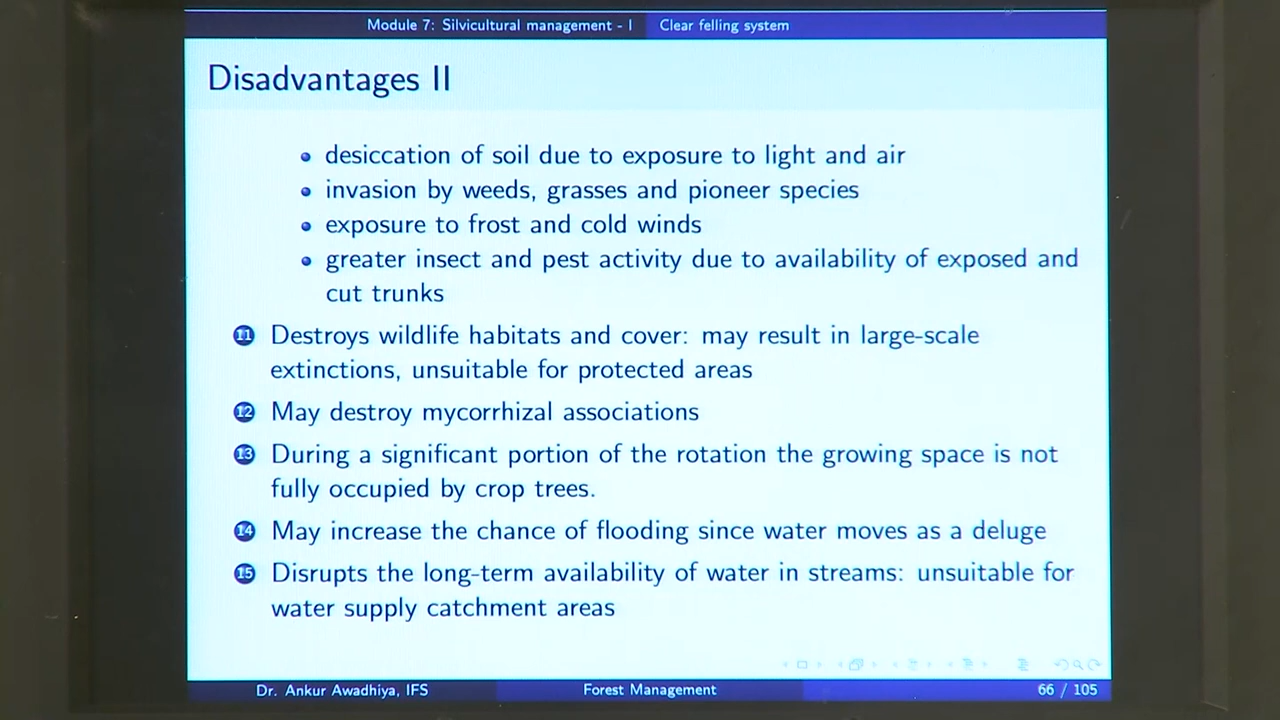 Module 7: Silvicultural management - I    Clear felling system
Disadvantages II
desiccation of soil due to exposure to light and air
invasion by weeds, grasses and pioneer species
exposure to frost and cold winds
greater insect and pest activity due to availability of exposed and
cut trunks
11 Destroys wildlife habitats and cover: may result in large-scale
extinctions, unsuitable for protected areas
12 May destroy mycorrhizal associations
13 During a significant portion of the rotation the growing space is not
fully occupied by crop trees.
14 May increase the chance of flooding since water moves as a deluge
15 Disrupts the long-term availability of water in streams: unsuitable for
water supply catchment areas
Dr. Ankur Awadhiya, IFS    Forest Management    66 / 105